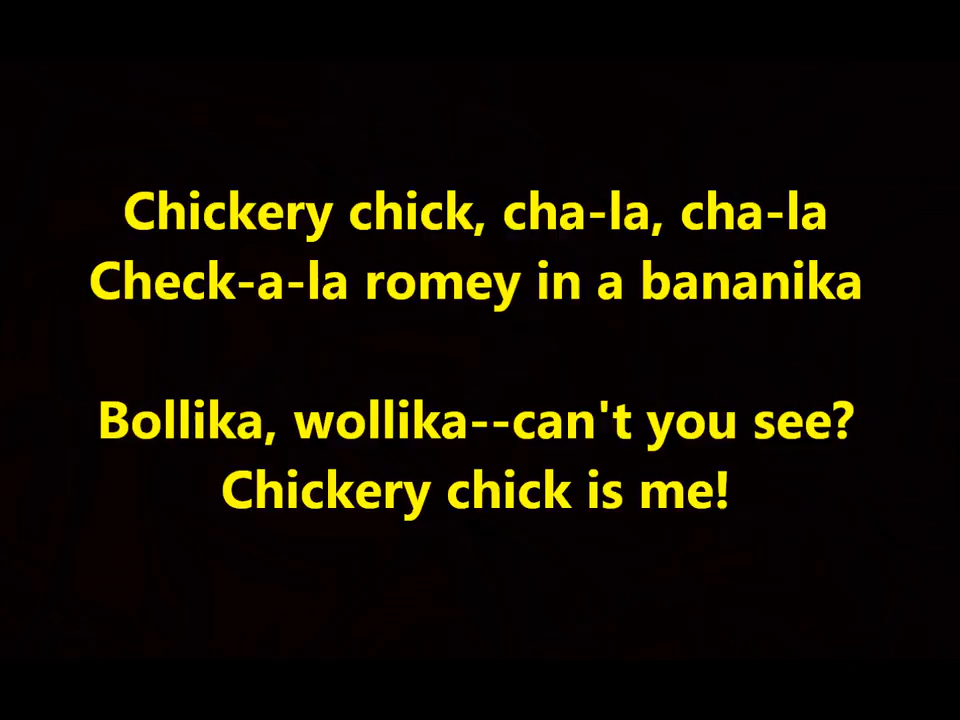 Chickery chick, cha-la, cha-la
Check-a-la romey in a bananika
Bollika, wollika--can't you see?
Chickery chick is me!